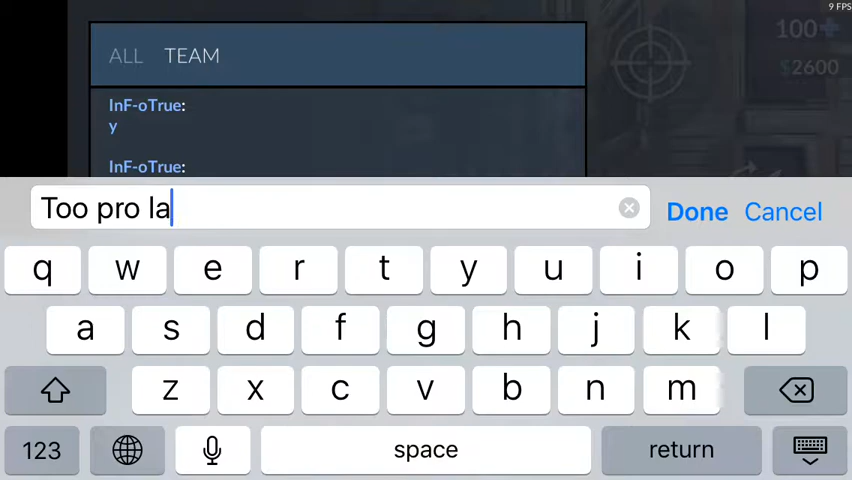 9 FPS
ALL TEAM
100+
$2600
InF-oTrue:
y
InF-oTrue:
Too pro la
Done Cancel
q w e r t y u i o p
a s d f g h j k l
z x c v b n m
123 space return